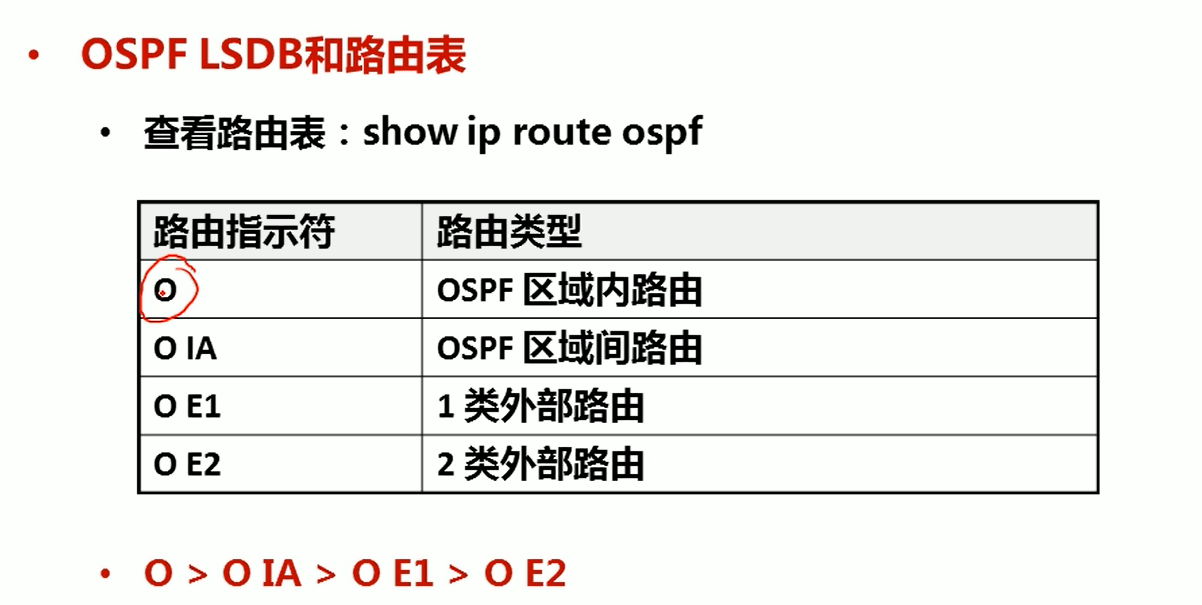 • OSPF LSDB和路由表
• 查看路由表：show ip route ospf
路由指示符 路由类型
O OSPF 区域内路由
O IA OSPF 区域间路由
O E1 1 类外部路由
O E2 2 类外部路由
• O > O IA > O E1 > O E2